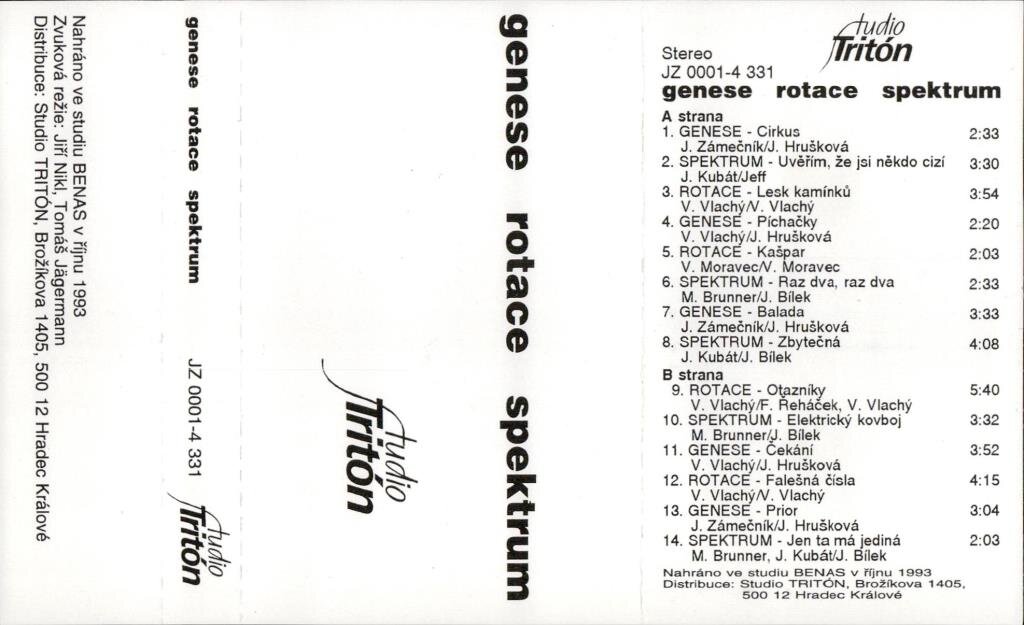 Nahráno ve studiu BENAS v říjnu 1993
Zvuková režie: Jiří Nikl, Tomáš Jägermann
Distribuce: Studio TRITÓN, Brožíkova 1405, 500 12 Hradec Králové
genese rotace spektrum
JZ 0001-4 331
Studio
Tritón
Studio
Tritón
genese rotace spektrum
Studio
Tritón
Stereo
JZ 0001-4 331
genese rotace spektrum
A strana
1. GENESE - Cirkus 2:33
J. Zámečník/J. Hrušková
2. SPEKTRUM - Uvěřím, že jsi někdo cizí 3:30
J. Kubát/Jeff
3. ROTACE - Lesk kamínků 3:54
V. Vlachý/V. Vlachý
4. GENESE - Píchačky 2:20
V. Vlachý/J. Hrušková
5. ROTACE - Kašpar 2:03
V. Moravec/V. Moravec
6. SPEKTRUM - Raz dva, raz dva 2:33
M. Brunner/J. Bílek
7. GENESE - Balada 3:33
J. Zámečník/J. Hrušková
8. SPEKTRUM - Zbytečná 4:08
J. Kubát/J. Bílek
B strana
9. ROTACE - Otazníky 5:40
V. Vlachý/F. Řeháček, V. Vlachý
10. SPEKTRUM - Elektrický kovboj 3:32
M. Brunner/J. Bílek
11. GENESE - Čekání 3:52
V. Vlachý/J. Hrušková
12. ROTACE - Falešná čísla 4:15
V. Vlachý/V. Vlachý
13. GENESE - Prior 3:04
J. Zámečník/J. Hrušková
14. SPEKTRUM - Jen ta má jediná 2:03
M. Brunner, J. Kubát/J. Bílek
Nahráno ve studiu BENAS v říjnu 1993
Distribuce: Studio TRITÓN, Brožíkova 1405,
500 12 Hradec Králové